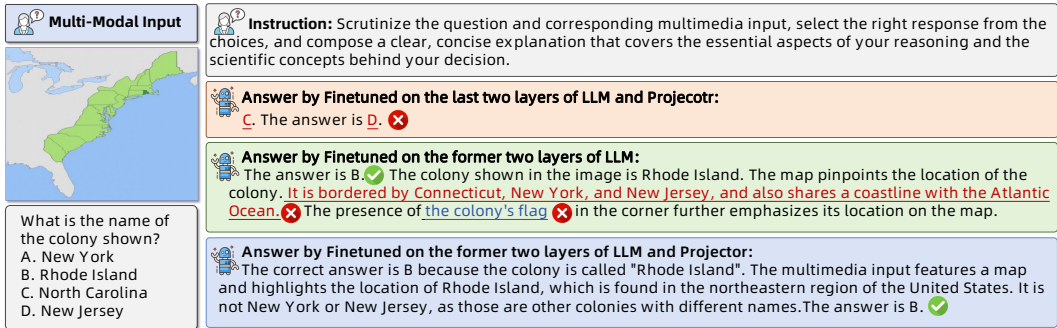 Multi-Modal Input
What is the name of
the colony shown?
A. New York
B. Rhode Island
C. North Carolina
D. New Jersey
Instruction: Scrutinize the question and corresponding multimedia input, select the right response from the
choices, and compose a clear, concise explanation that covers the essential aspects of your reasoning and the
scientific concepts behind your decision.
Answer by Finetuned on the last two layers of LLM and Projecotr:
C. The answer is D.
Answer by Finetuned on the former two layers of LLM:
The answer is B. The colony shown in the image is Rhode Island. The map pinpoints the location of the
colony. It is bordered by Connecticut, New York, and New Jersey, and also shares a coastline with the Atlantic
Ocean. The presence of the colony's flag in the corner further emphasizes its location on the map.
Answer by Finetuned on the former two layers of LLM and Projector:
The correct answer is B because the colony is called "Rhode Island". The multimedia input features a map
and highlights the location of Rhode Island, which is found in the northeastern region of the United States. It is
not New York or New Jersey, as those are other colonies with different names.The answer is B.